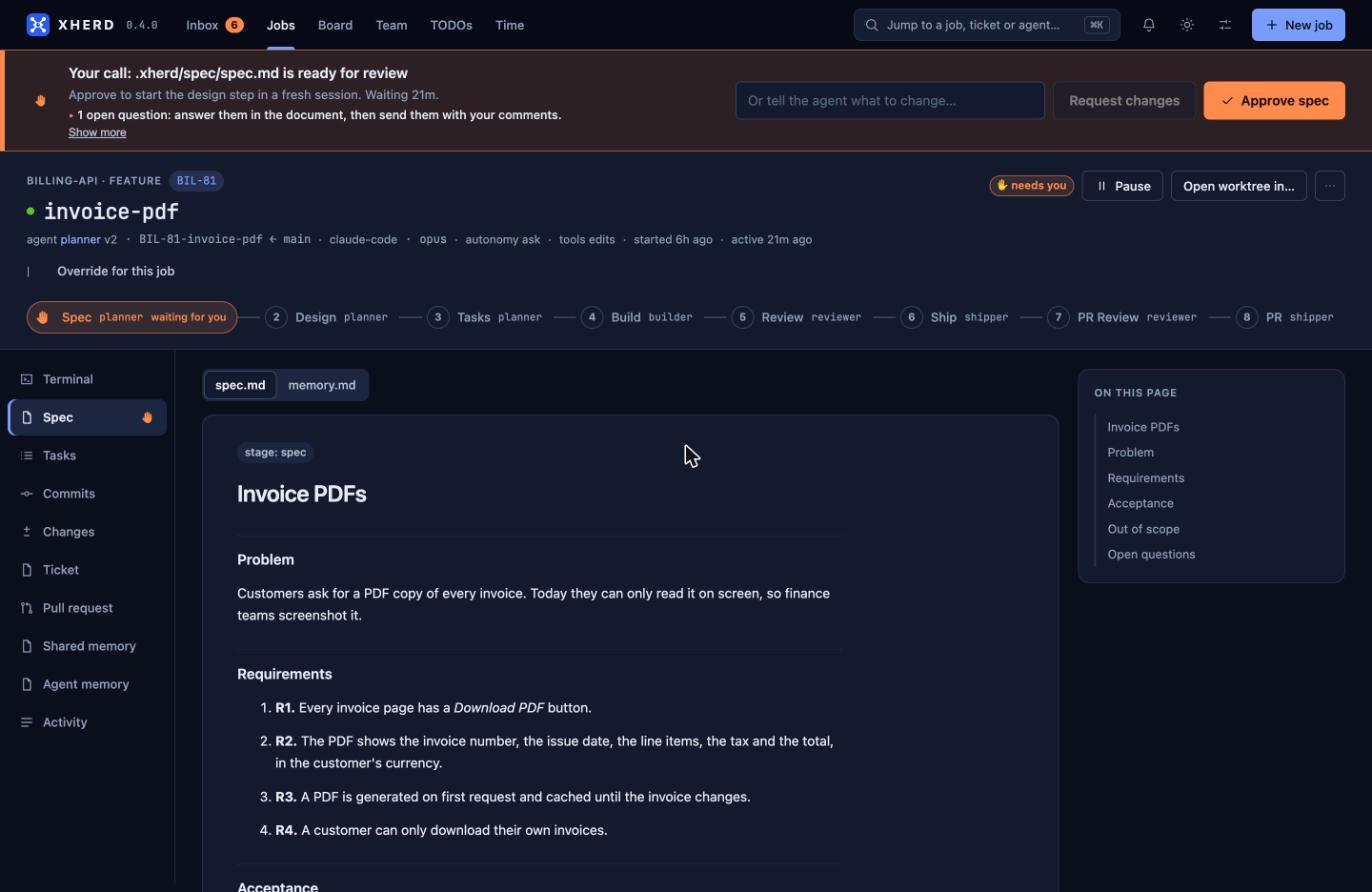 XHERD 0.4.0 Inbox 6 Jobs Board Team TODOs Time Jump to a job, ticket or agent... ⌘K + New job
Your call: .xherd/spec/spec.md is ready for review
Approve to start the design step in a fresh session. Waiting 21m.
1 open question: answer them in the document, then send them with your comments.
Show more
Or tell the agent what to change... Request changes Approve spec
BILLING-API · FEATURE BIL-81
needs you Pause Open worktree in... ...
invoice-pdf
agent planner v2 · BIL-81-invoice-pdf ← main · claude-code · opus · autonomy ask · tools edits · started 6h ago · active 21m ago
| Override for this job
Spec planner waiting for you 2 Design planner 3 Tasks planner 4 Build builder 5 Review reviewer 6 Ship shipper 7 PR Review reviewer 8 PR shipper
Terminal
Spec
Tasks
Commits
Changes
Ticket
Pull request
Shared memory
Agent memory
Activity
spec.md memory.md
stage: spec
Invoice PDFs
Problem
Customers ask for a PDF copy of every invoice. Today they can only read it on screen, so finance
teams screenshot it.
Requirements
1. R1. Every invoice page has a Download PDF button.
2. R2. The PDF shows the invoice number, the issue date, the line items, the tax and the total,
in the customer's currency.
3. R3. A PDF is generated on first request and cached until the invoice changes.
4. R4. A customer can only download their own invoices.
Acceptance
ON THIS PAGE
Invoice PDFs
Problem
Requirements
Acceptance
Out of scope
Open questions